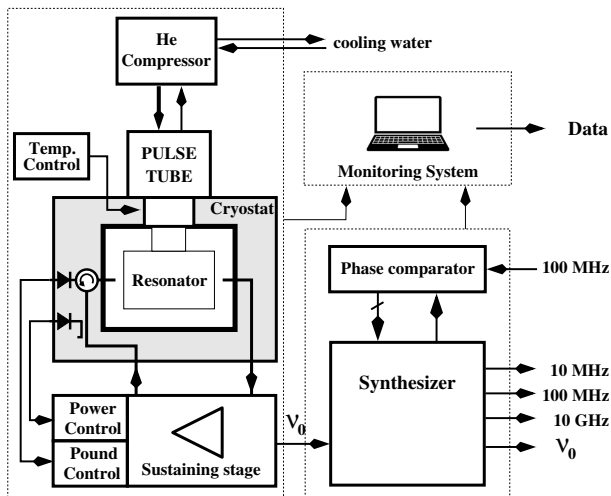 He
Compressor
cooling water
Temp.
Control
PULSE
TUBE
Data
Monitoring System
Cryostat
Resonator
Phase comparator
100 MHz
Synthesizer
10 MHz
100 MHz
10 GHz
ν0
Power
Control
Pound
Control
Sustaining stage
ν0